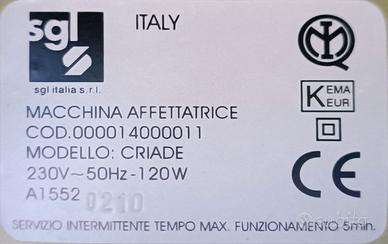 sgl
ITALY
sgl italia s.r.l.
KEMA
KEUR
MACCHINA AFFETTATRICE
COD.000014000011
MODELLO: CRIADE
230V~50Hz-120W
CE
A1552 0210
SERVIZIO INTERMITTENTE TEMPO MAX. FUNZIONAMENTO 5min.